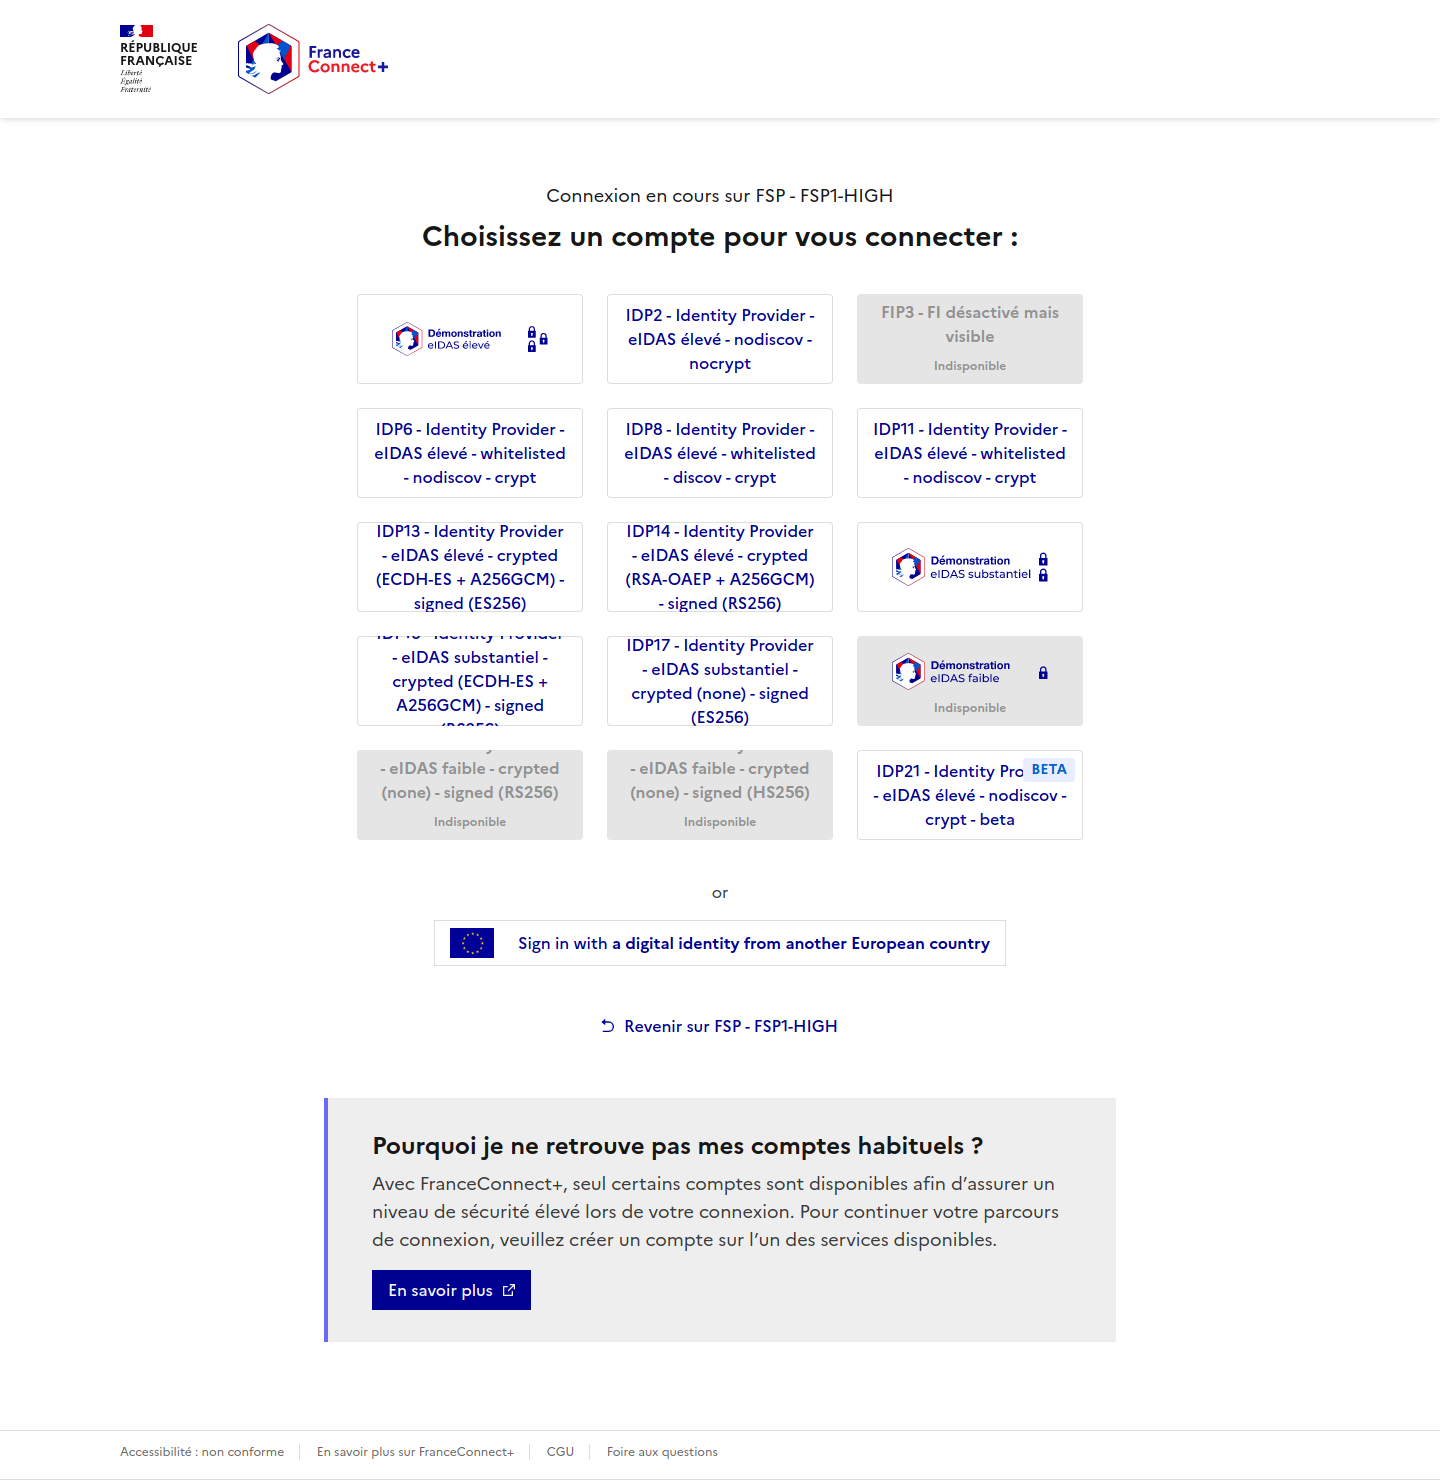 RÉPUBLIQUE
FRANÇAISE
Liberté
Égalité
Fraternité
France
Connect+
Connexion en cours sur FSP - FSP1-HIGH
Choisissez un compte pour vous connecter :
Démonstration
eIDAS élevé
IDP2 - Identity Provider -
eIDAS élevé - nodiscov -
nocrypt
FIP3 - FI désactivé mais
visible
Indisponible
IDP6 - Identity Provider -
eIDAS élevé - whitelisted
- nodiscov - crypt
IDP8 - Identity Provider -
eIDAS élevé - whitelisted
- discov - crypt
IDP11 - Identity Provider -
eIDAS élevé - whitelisted
- nodiscov - crypt
IDP13 - Identity Provider
- eIDAS élevé - crypted
(ECDH-ES + A256GCM) -
signed (ES256)
IDP14 - Identity Provider
- eIDAS élevé - crypted
(RSA-OAEP + A256GCM)
- signed (RS256)
Démonstration
eIDAS substantiel
Identity Provider
- eIDAS substantiel -
crypted (ECDH-ES +
A256GCM) - signed
IDP17 - Identity Provider
- eIDAS substantiel -
crypted (none) - signed
(ES256)
Démonstration
eIDAS faible
Indisponible
- eIDAS faible - crypted
(none) - signed (RS256)
Indisponible
- eIDAS faible - crypted
(none) - signed (HS256)
Indisponible
IDP21 - Identity Pro
BETA
- eIDAS élevé - nodiscov -
crypt - beta
or
Sign in with a digital identity from another European country
Revenir sur FSP - FSP1-HIGH
Pourquoi je ne retrouve pas mes comptes habituels ?
Avec FranceConnect+, seul certains comptes sont disponibles afin d’assurer un
niveau de sécurité élevé lors de votre connexion. Pour continuer votre parcours
de connexion, veuillez créer un compte sur l’un des services disponibles.
En savoir plus
Accessibilité : non conforme
En savoir plus sur FranceConnect+
CGU
Foire aux questions